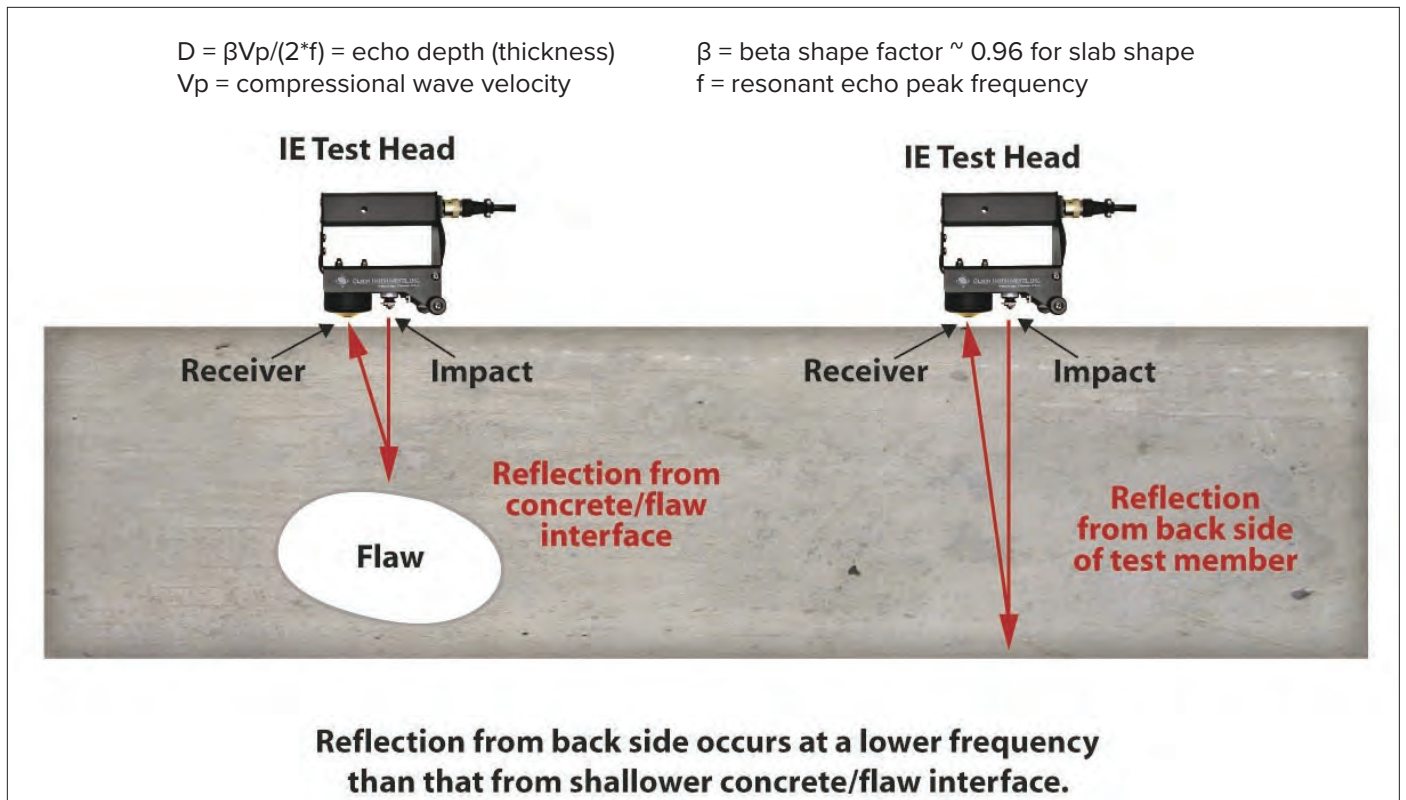 D = βVp/(2*f) = echo depth (thickness)
Vp = compressional wave velocity
β = beta shape factor ~ 0.96 for slab shape
f = resonant echo peak frequency
IE Test Head
IE Test Head
Receiver
Impact
Receiver
Impact
Reflection from
concrete/flaw
interface
Flaw
Reflection
from back side
of test member
Reflection from back side occurs at a lower frequency
than that from shallower concrete/flaw interface.